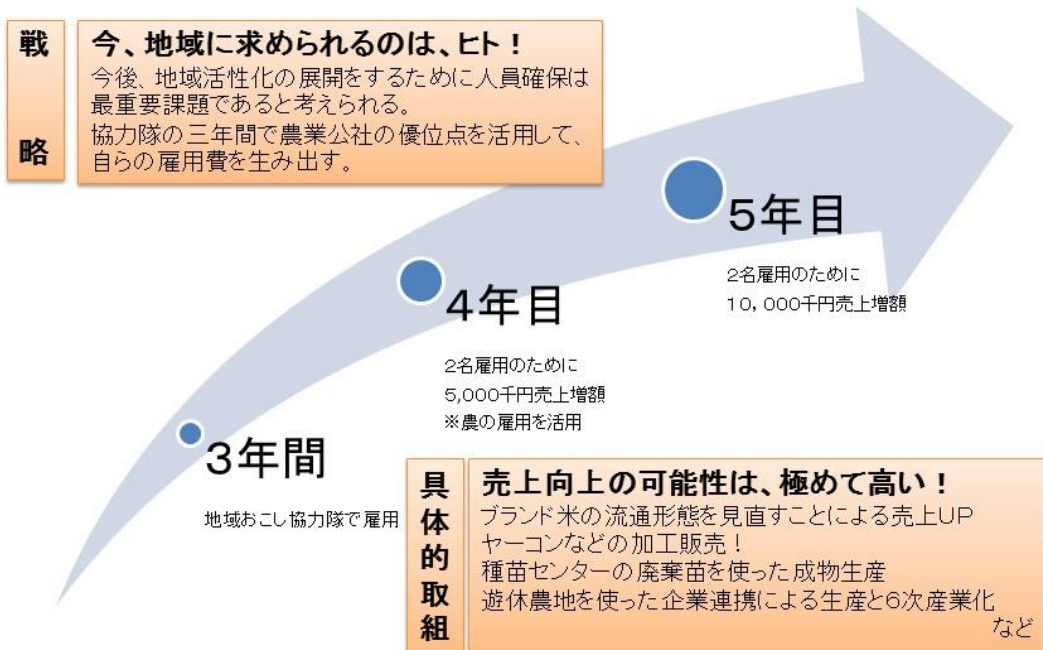 戦略
今、地域に求められるのは、ヒト！
今後、地域活性化の展開をするために人員確保は
最重要課題であると考えられる。
協力隊の三年間で農業公社の優位点を活用して、
自らの雇用費を生み出す。
5年目
2名雇用のために
10,000千円売上増額
4年目
2名雇用のために
5,000千円売上増額
※農の雇用を活用
3年間
地域おこし協力隊で雇用
具体的取組
売上向上の可能性は、極めて高い！
ブランド米の流通形態を見直すことによる売上UP
ヤーコンなどの加工販売！
種苗センターの廃棄苗を使った成物生産
遊休農地を使った企業連携による生産と6次産業化
など